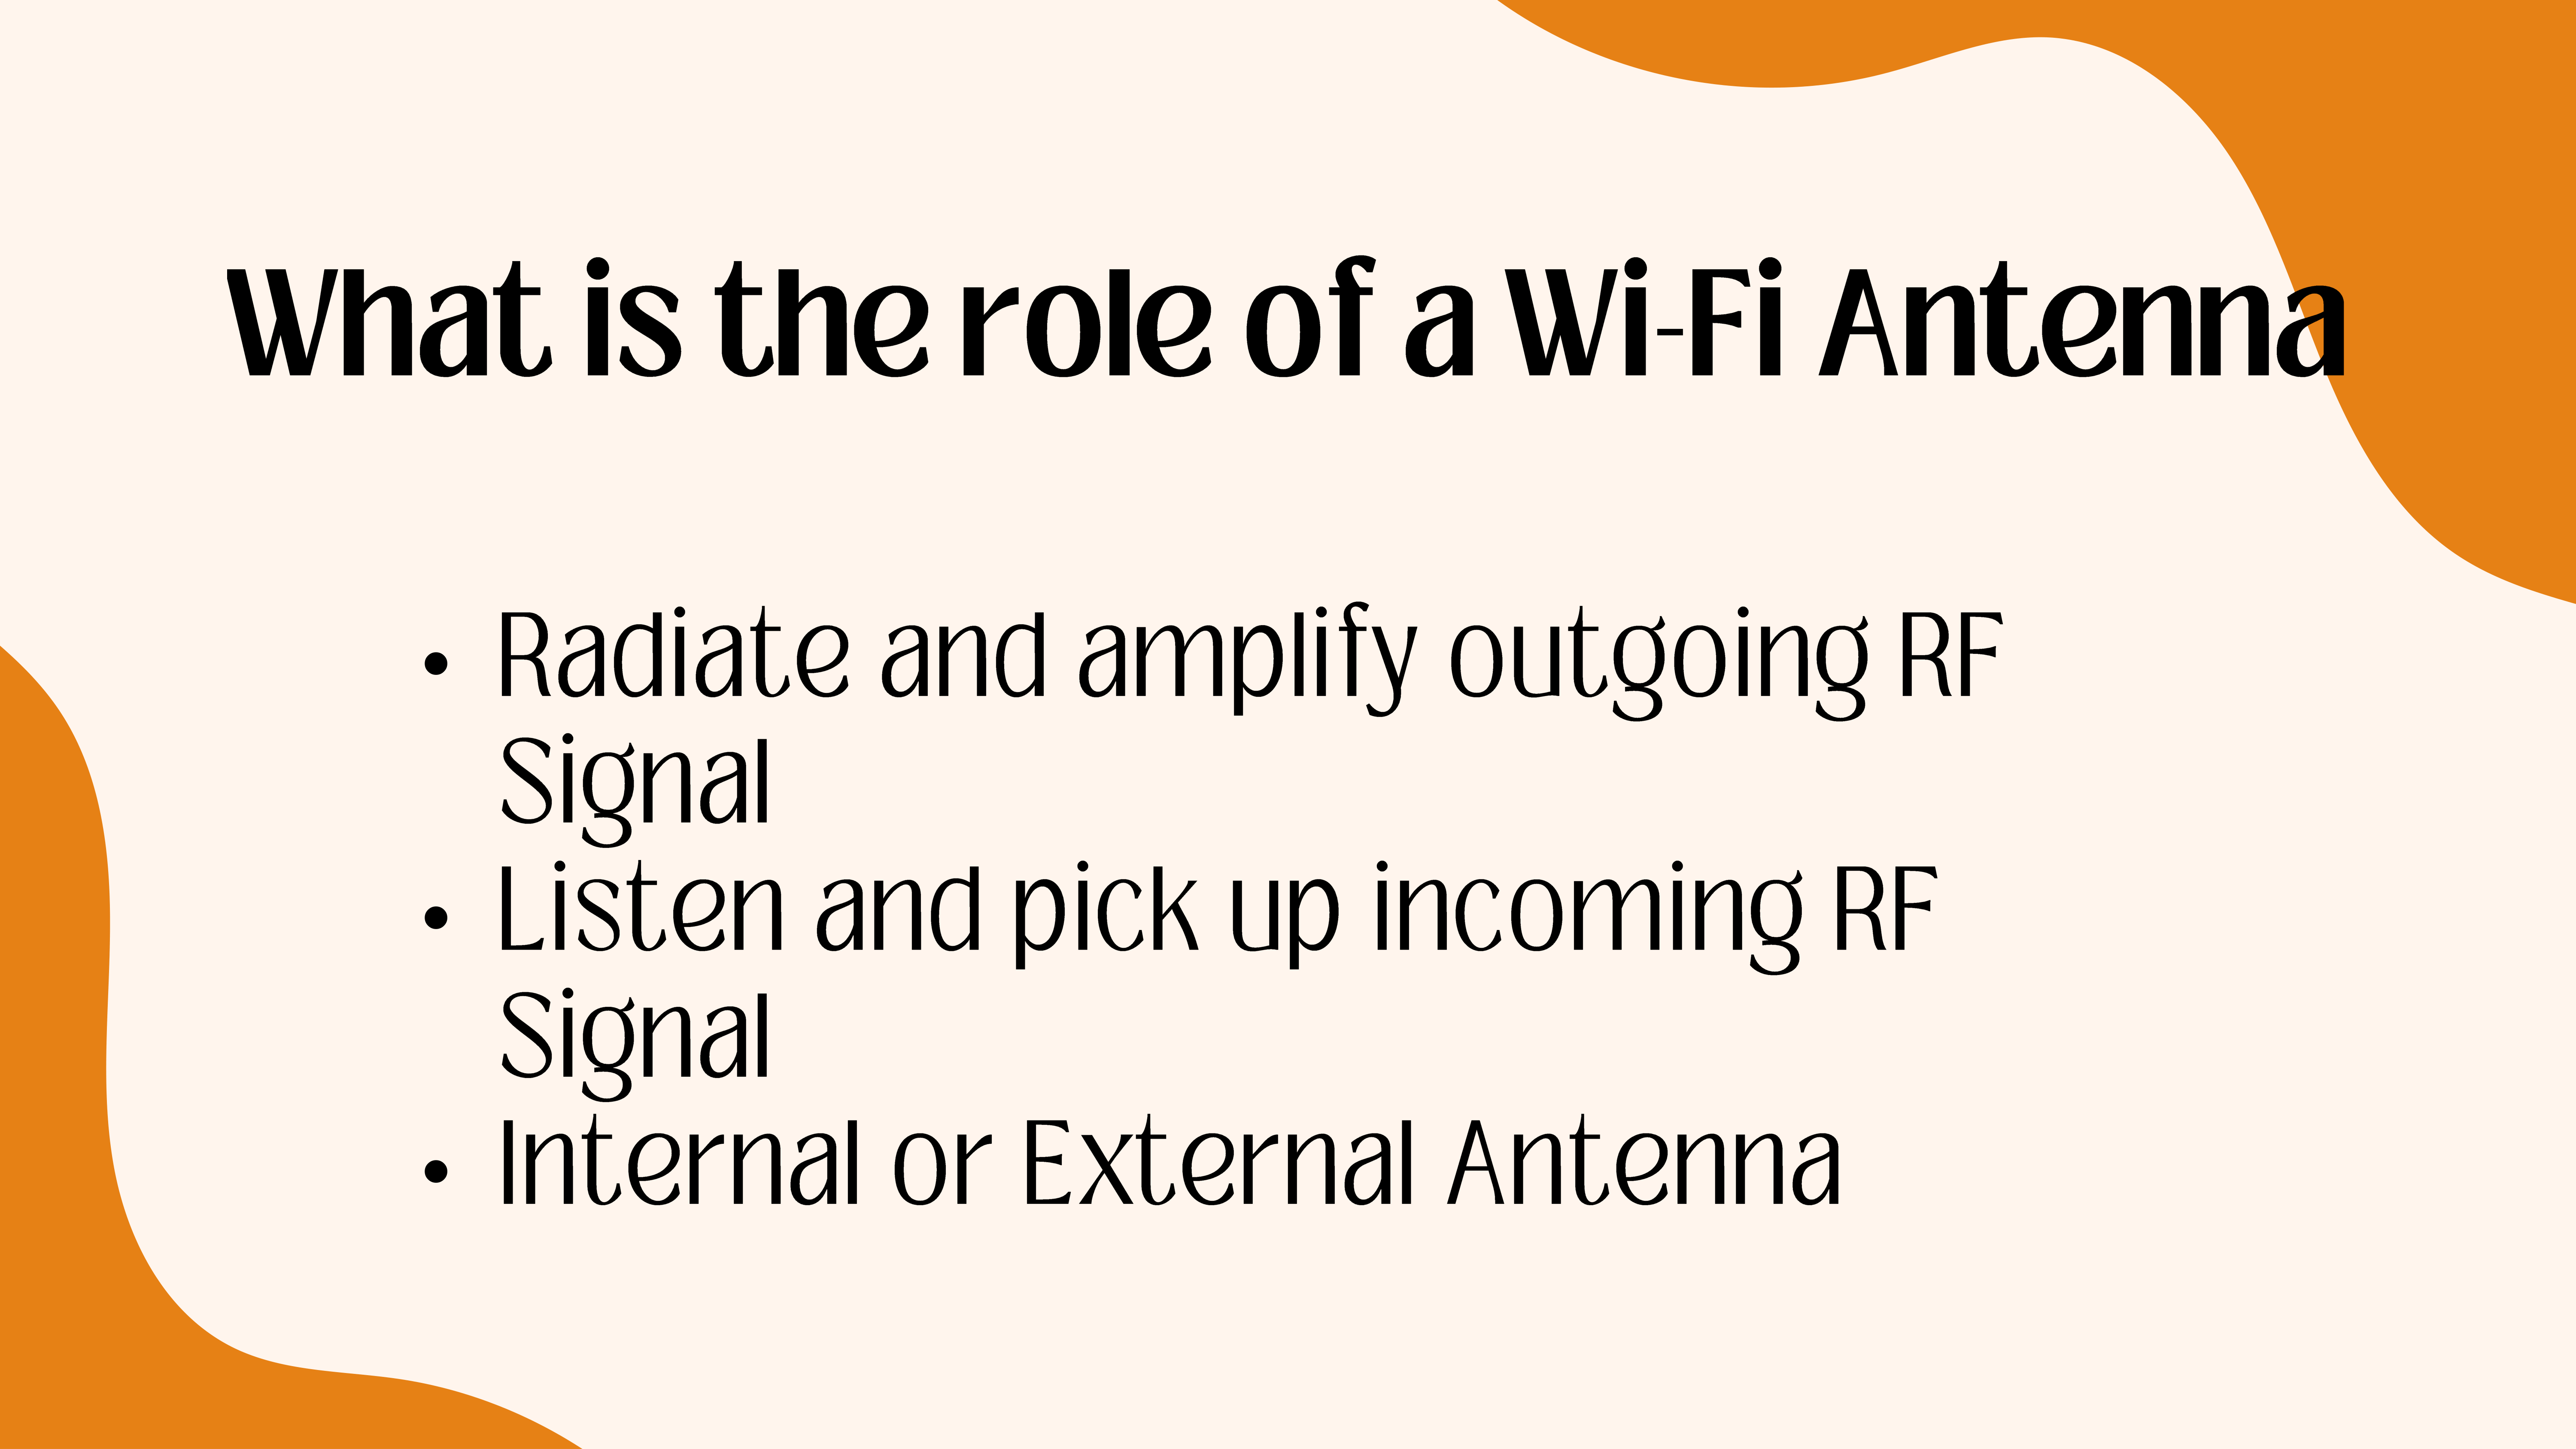 What is the role of a Wi-Fi Antenna
• Radiate and amplify outgoing RF
Signal
• Listen and pick up incoming RF
Signal
• Internal or External Antenna